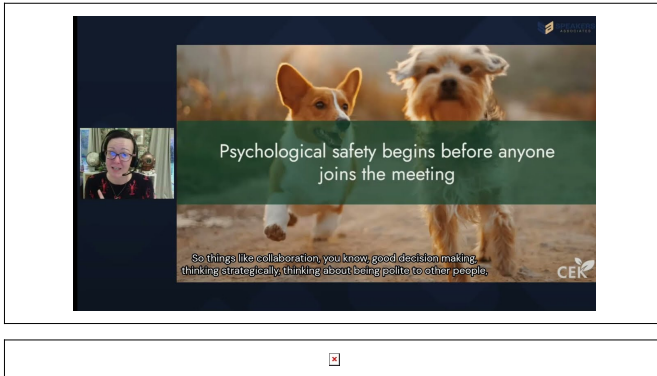 ASSOCIATES
Psychological safety begins before anyone
joins the meeting
So things like collaboration, you know, good decision making,
thinking strategically, thinking about being polite to other people,
CEK